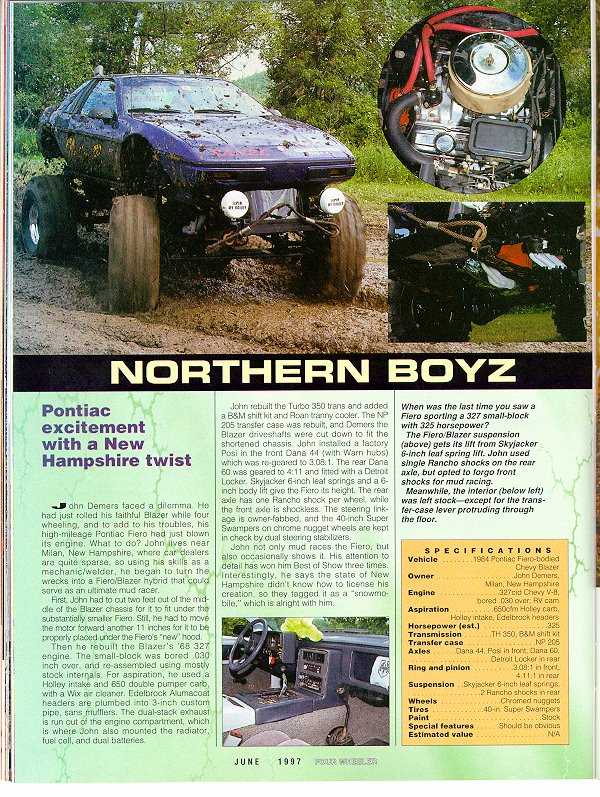 NORTHERN BOYZ
Pontiac
excitement
with a New
Hampshire twist
John Demers faced a dilemma. He
had just rolled his faithful Blazer while four
wheeling, and to add to his troubles, his
high-mileage Pontiac Fiero had just blown
its engine. What to do? John lives near
Milan, New Hampshire, where car dealers
are quite sparse, so using his skills as a
mechanic/welder, he began to turn the
wrecks into a Fiero/Blazer hybrid that could
serve as an ultimate mud racer.
First, John had to cut two feet out of the mid-
dle of the Blazer chassis for it to fit under the
substantially smaller Fiero. Still, he had to move
the motor forward another 11 inches for it to be
properly placed under the Fiero's "new" hood.
Then he rebuilt the Blazer's '68 327
engine. The small-block was bored .030
inch over, and re-assembled using mostly
stock internals. For aspiration, he used a
Holley intake and 650 double pumper carb,
with a Wix air cleaner. Edelbrock Alumacoat
headers are plumbed into 3-inch custom
pipe, sans mufflers. The dual-stack exhaust
is run out of the engine compartment, which
is where John also mounted the radiator,
fuel cell, and dual batteries.
John rebuilt the Turbo 350 trans and added
a B&M shift kit and Roan tranny cooler. The NP
205 transfer case was rebuilt, and Demers the
Blazer driveshafts were cut down to fit the
shortened chassis. John installed a factory
Posi in the front Dana 44 (with Warn hubs)
which was re-geared to 3.08:1. The rear Dana
60 was geared to 4:11 and fitted with a Detroit
Locker. Skyjacker 6-inch leaf springs and a 6-
inch body lift give the Fiero its height. The rear
axle has one Rancho shock per wheel, while
the front axle is shockless. The steering link-
age is owner-fabbed, and the 40-inch Super
Swampers on chrome nugget wheels are kept
in check by dual steering stabilizers.
John not only mud races the Fiero, but
also occasionally shows it. His attention to
detail has won him Best of Show three times.
Interestingly, he says the state of New
Hampshire didn't know how to license his
creation, so they tagged it as a "snowmo-
bile," which is alright with him.
When was the last time you saw a
Fiero sporting a 327 small-block
with 325 horsepower?
The Fiero/Blazer suspension
(above) gets its lift from Skyjacker
6-inch leaf spring lift. John used
single Rancho shocks on the rear
axle, but opted to forgo front
shocks for mud racing.
Meanwhile, the interior (below left)
was left stock—except for the trans-
fer-case lever protruding through
the floor.
SPECIFICATIONS
Vehicle ........1984 Pontiac Fiero-bodied
Chevy Blazer
Owner ........John Demers,
Milan, New Hampshire
Engine ........327cid Chevy V-8,
bored .030 over; RV cam
Aspiration ........650cfm Holley carb,
Holley intake, Edelbrock headers
Horsepower (est.) ........325
Transmission ....TH 350, B&M shift kit
Transfer case ........NP 205
Axles ....Dana 44, Posi in front; Dana 60,
Detroit Locker in rear
Ring and pinion ........3.08:1 in front;
4.11:1 in rear
Suspension ..Skyjacker 6-inch leaf springs;
2 Rancho shocks in rear
Wheels ........Chromed nuggets
Tires ........40-in. Super Swampers
Paint ........Stock
Special features ......Should be obvious
Estimated value ........N/A
JUNE 1997 FOUR WHEELER